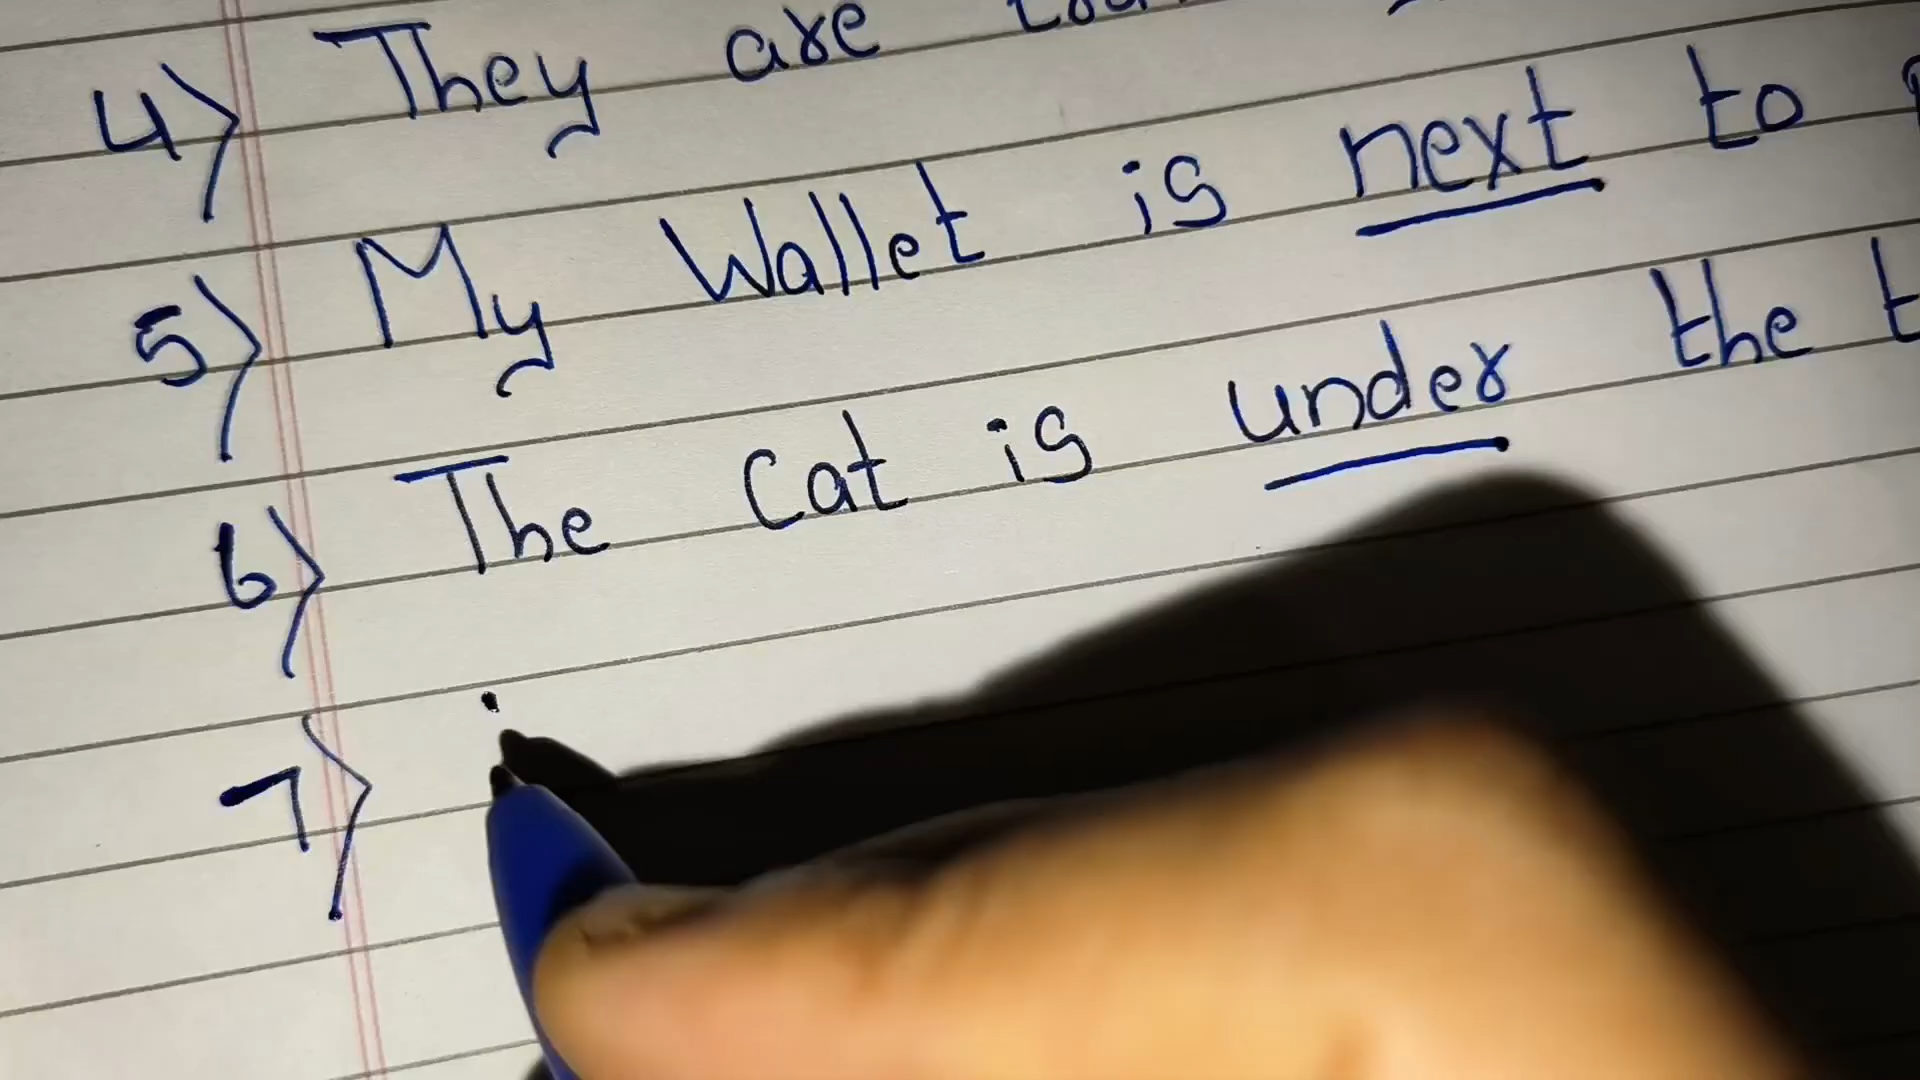 4) They are
5) My Wallet is next to
6) The Cat is under the
7)